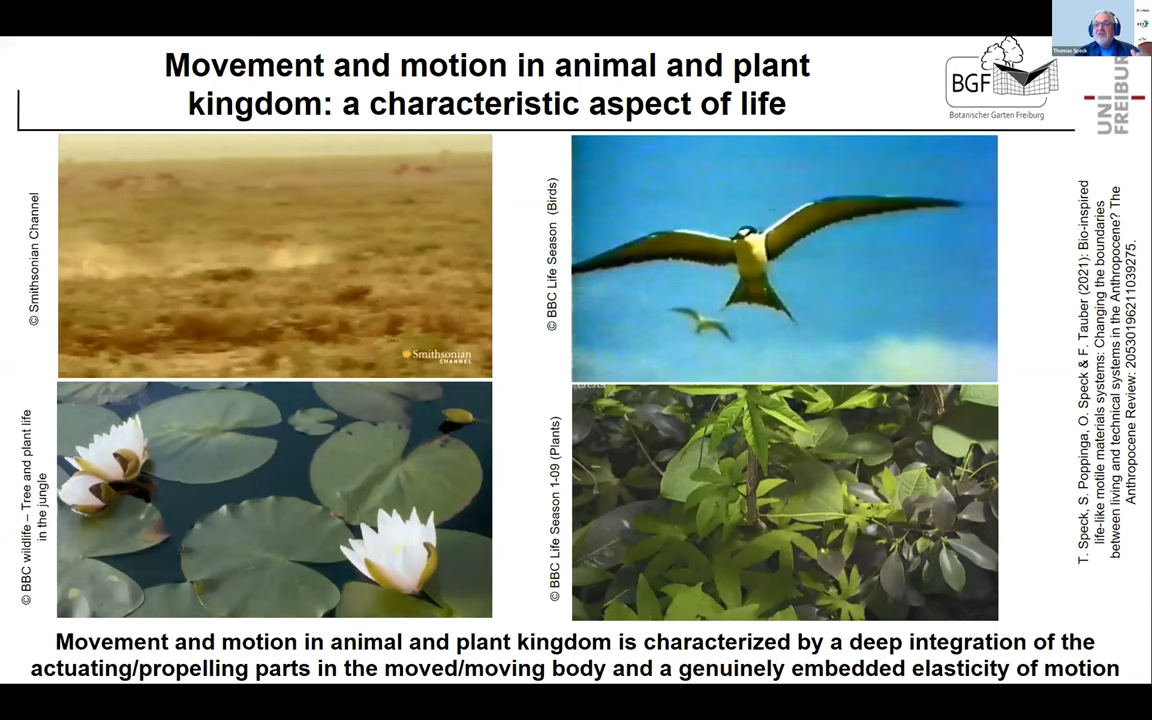 Movement and motion in animal and plant
kingdom: a characteristic aspect of life
BGF
Botanischer Garten Freiburg
Thomas Speck
UNI
FREIBUR
© Smithsonian Channel
Smithsonian
CHANNEL
© BBC Life Season (Birds)
© BBC wildlife – Tree and plant life
in the jungle
© BBC Life Season 1-09 (Plants)
T. Speck, S. Poppinga, O. Speck & F. Tauber (2021): Bio-inspired
life-like motile materials systems: Changing the boundaries
between living and technical systems in the Anthropocene? The
Anthropocene Review: 20530196211039275.
Movement and motion in animal and plant kingdom is characterized by a deep integration of the
actuating/propelling parts in the moved/moving body and a genuinely embedded elasticity of motion